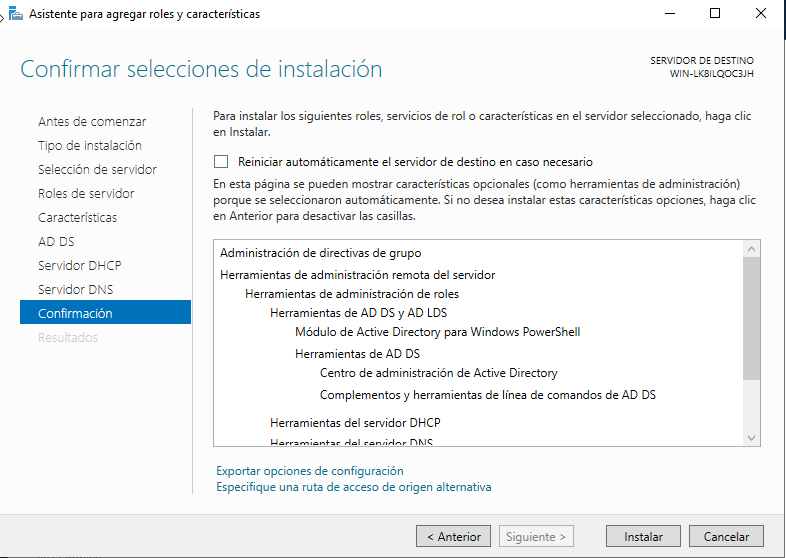 Asistente para agregar roles y características
Confirmar selecciones de instalación
SERVIDOR DE DESTINO
WIN-LK8ILQOC3JH
Antes de comenzar
Tipo de instalación
Selección de servidor
Roles de servidor
Características
AD DS
Servidor DHCP
Servidor DNS
Confirmación
Resultados
Para instalar los siguientes roles, servicios de rol o características en el servidor seleccionado, haga clic
en Instalar.
Reiniciar automáticamente el servidor de destino en caso necesario
En esta página se pueden mostrar características opcionales (como herramientas de administración)
porque se seleccionaron automáticamente. Si no desea instalar estas características opciones, haga clic
en Anterior para desactivar las casillas.
Administración de directivas de grupo
Herramientas de administración remota del servidor
Herramientas de administración de roles
Herramientas de AD DS y AD LDS
Módulo de Active Directory para Windows PowerShell
Herramientas de AD DS
Centro de administración de Active Directory
Complementos y herramientas de línea de comandos de AD DS
Herramientas del servidor DHCP
Herramientas del servidor DNS
Exportar opciones de configuración
Especifique una ruta de acceso de origen alternativa
< Anterior
Siguiente >
Instalar
Cancelar